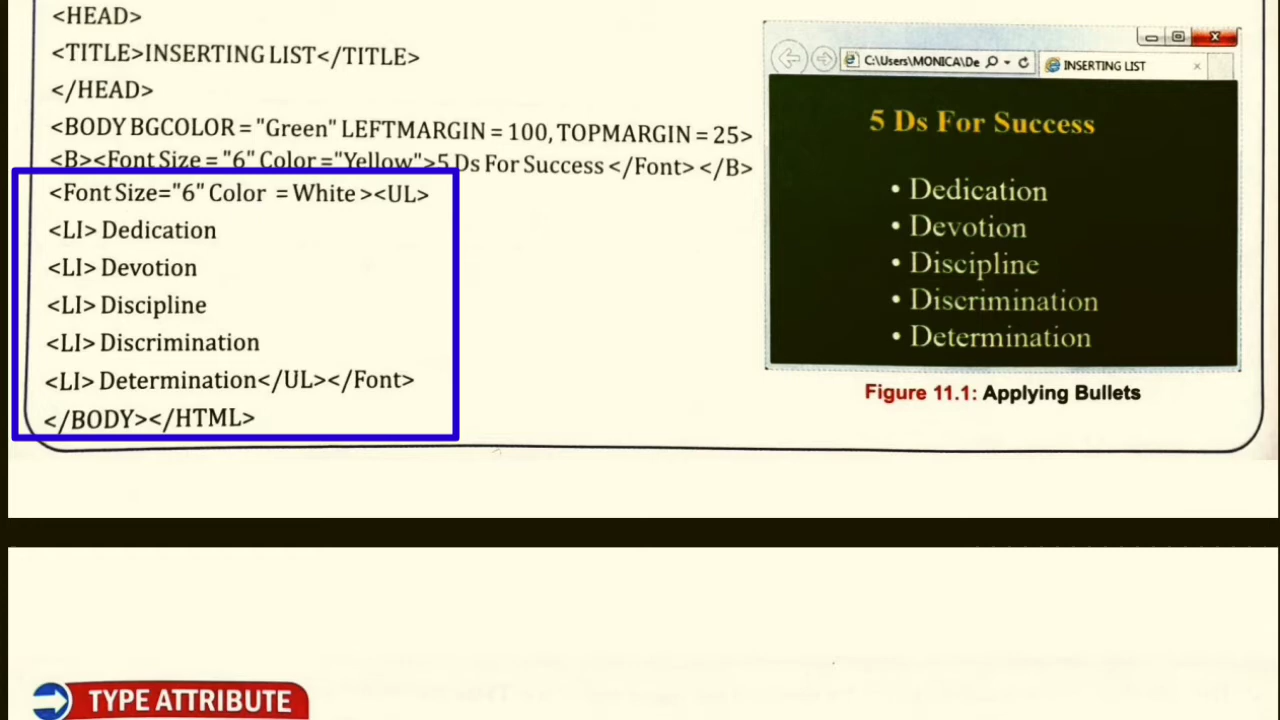 <HEAD>
<TITLE>INSERTING LIST</TITLE>
</HEAD>
<BODY BGCOLOR = "Green" LEFTMARGIN = 100, TOPMARGIN = 25>
<B><Font Size = "6" Color ="Yellow">5 Ds For Success </Font> </B>
<Font Size="6" Color = White ><UL>
<LI> Dedication
<LI> Devotion
<LI> Discipline
<LI> Discrimination
<LI> Determination</UL></Font>
</BODY></HTML>
C:\Users\MONICA\De
INSERTING LIST
5 Ds For Success
• Dedication
• Devotion
• Discipline
• Discrimination
• Determination
Figure 11.1: Applying Bullets
TYPE ATTRIBUTE